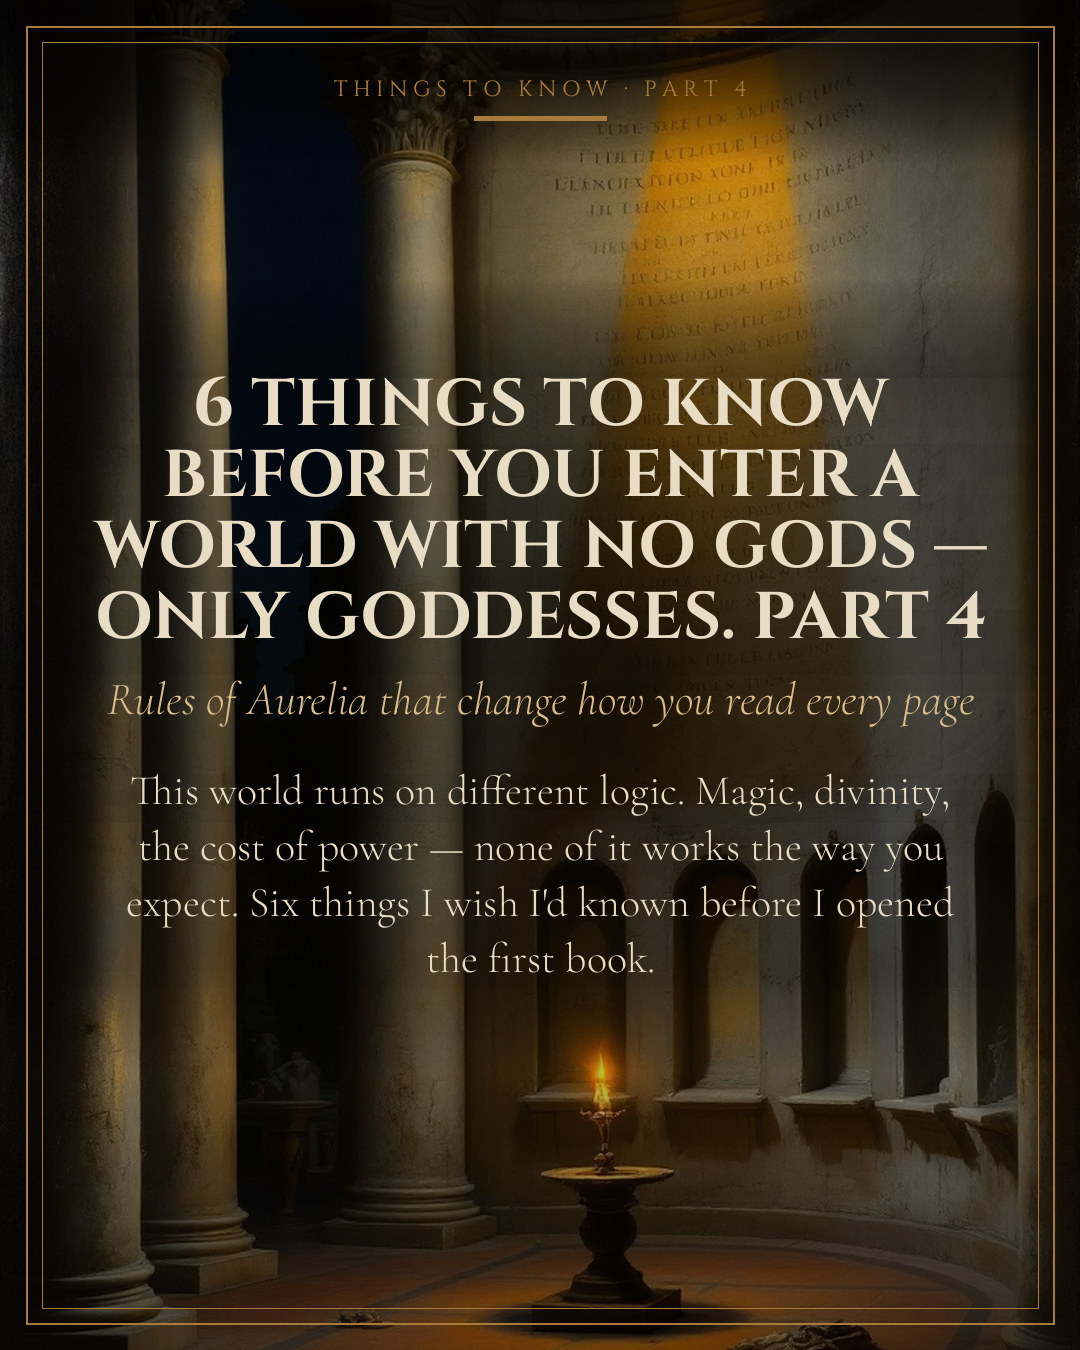 THINGS TO KNOW · PART 4
6 THINGS TO KNOW
BEFORE YOU ENTER A
WORLD WITH NO GODS —
ONLY GODDESSES. PART 4
Rules of Aurelia that change how you read every page
This world runs on different logic. Magic, divinity,
the cost of power — none of it works the way you
expect. Six things I wish I'd known before I opened
the first book.